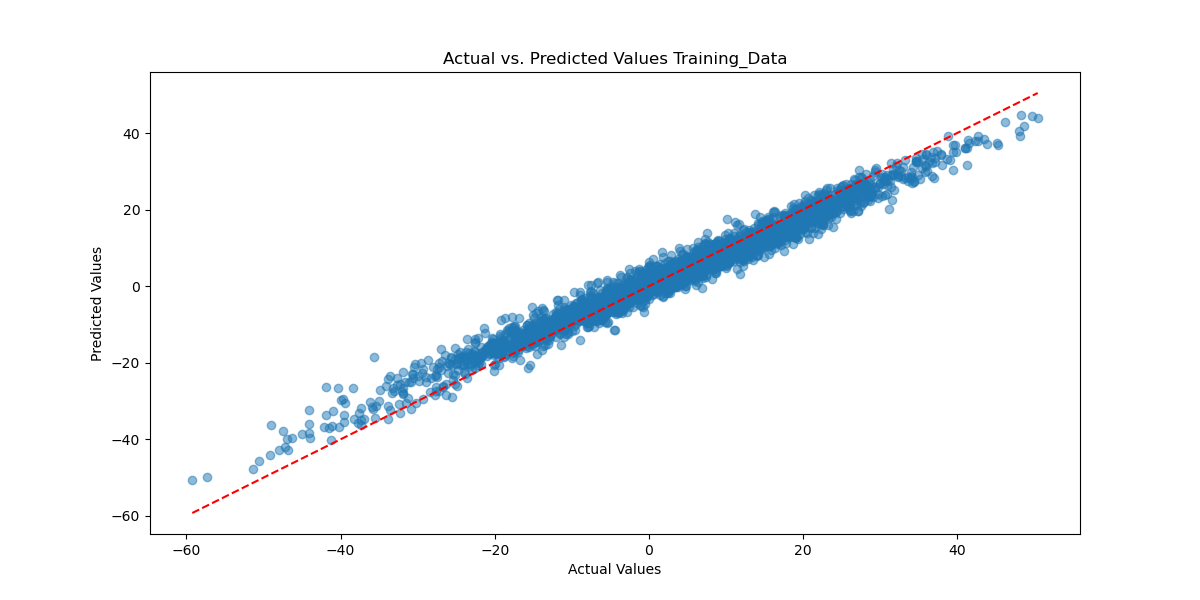 Actual vs. Predicted Values Training_Data
Predicted Values
40
20
0
−20
−40
−60
−60 −40 −20 0 20 40
Actual Values